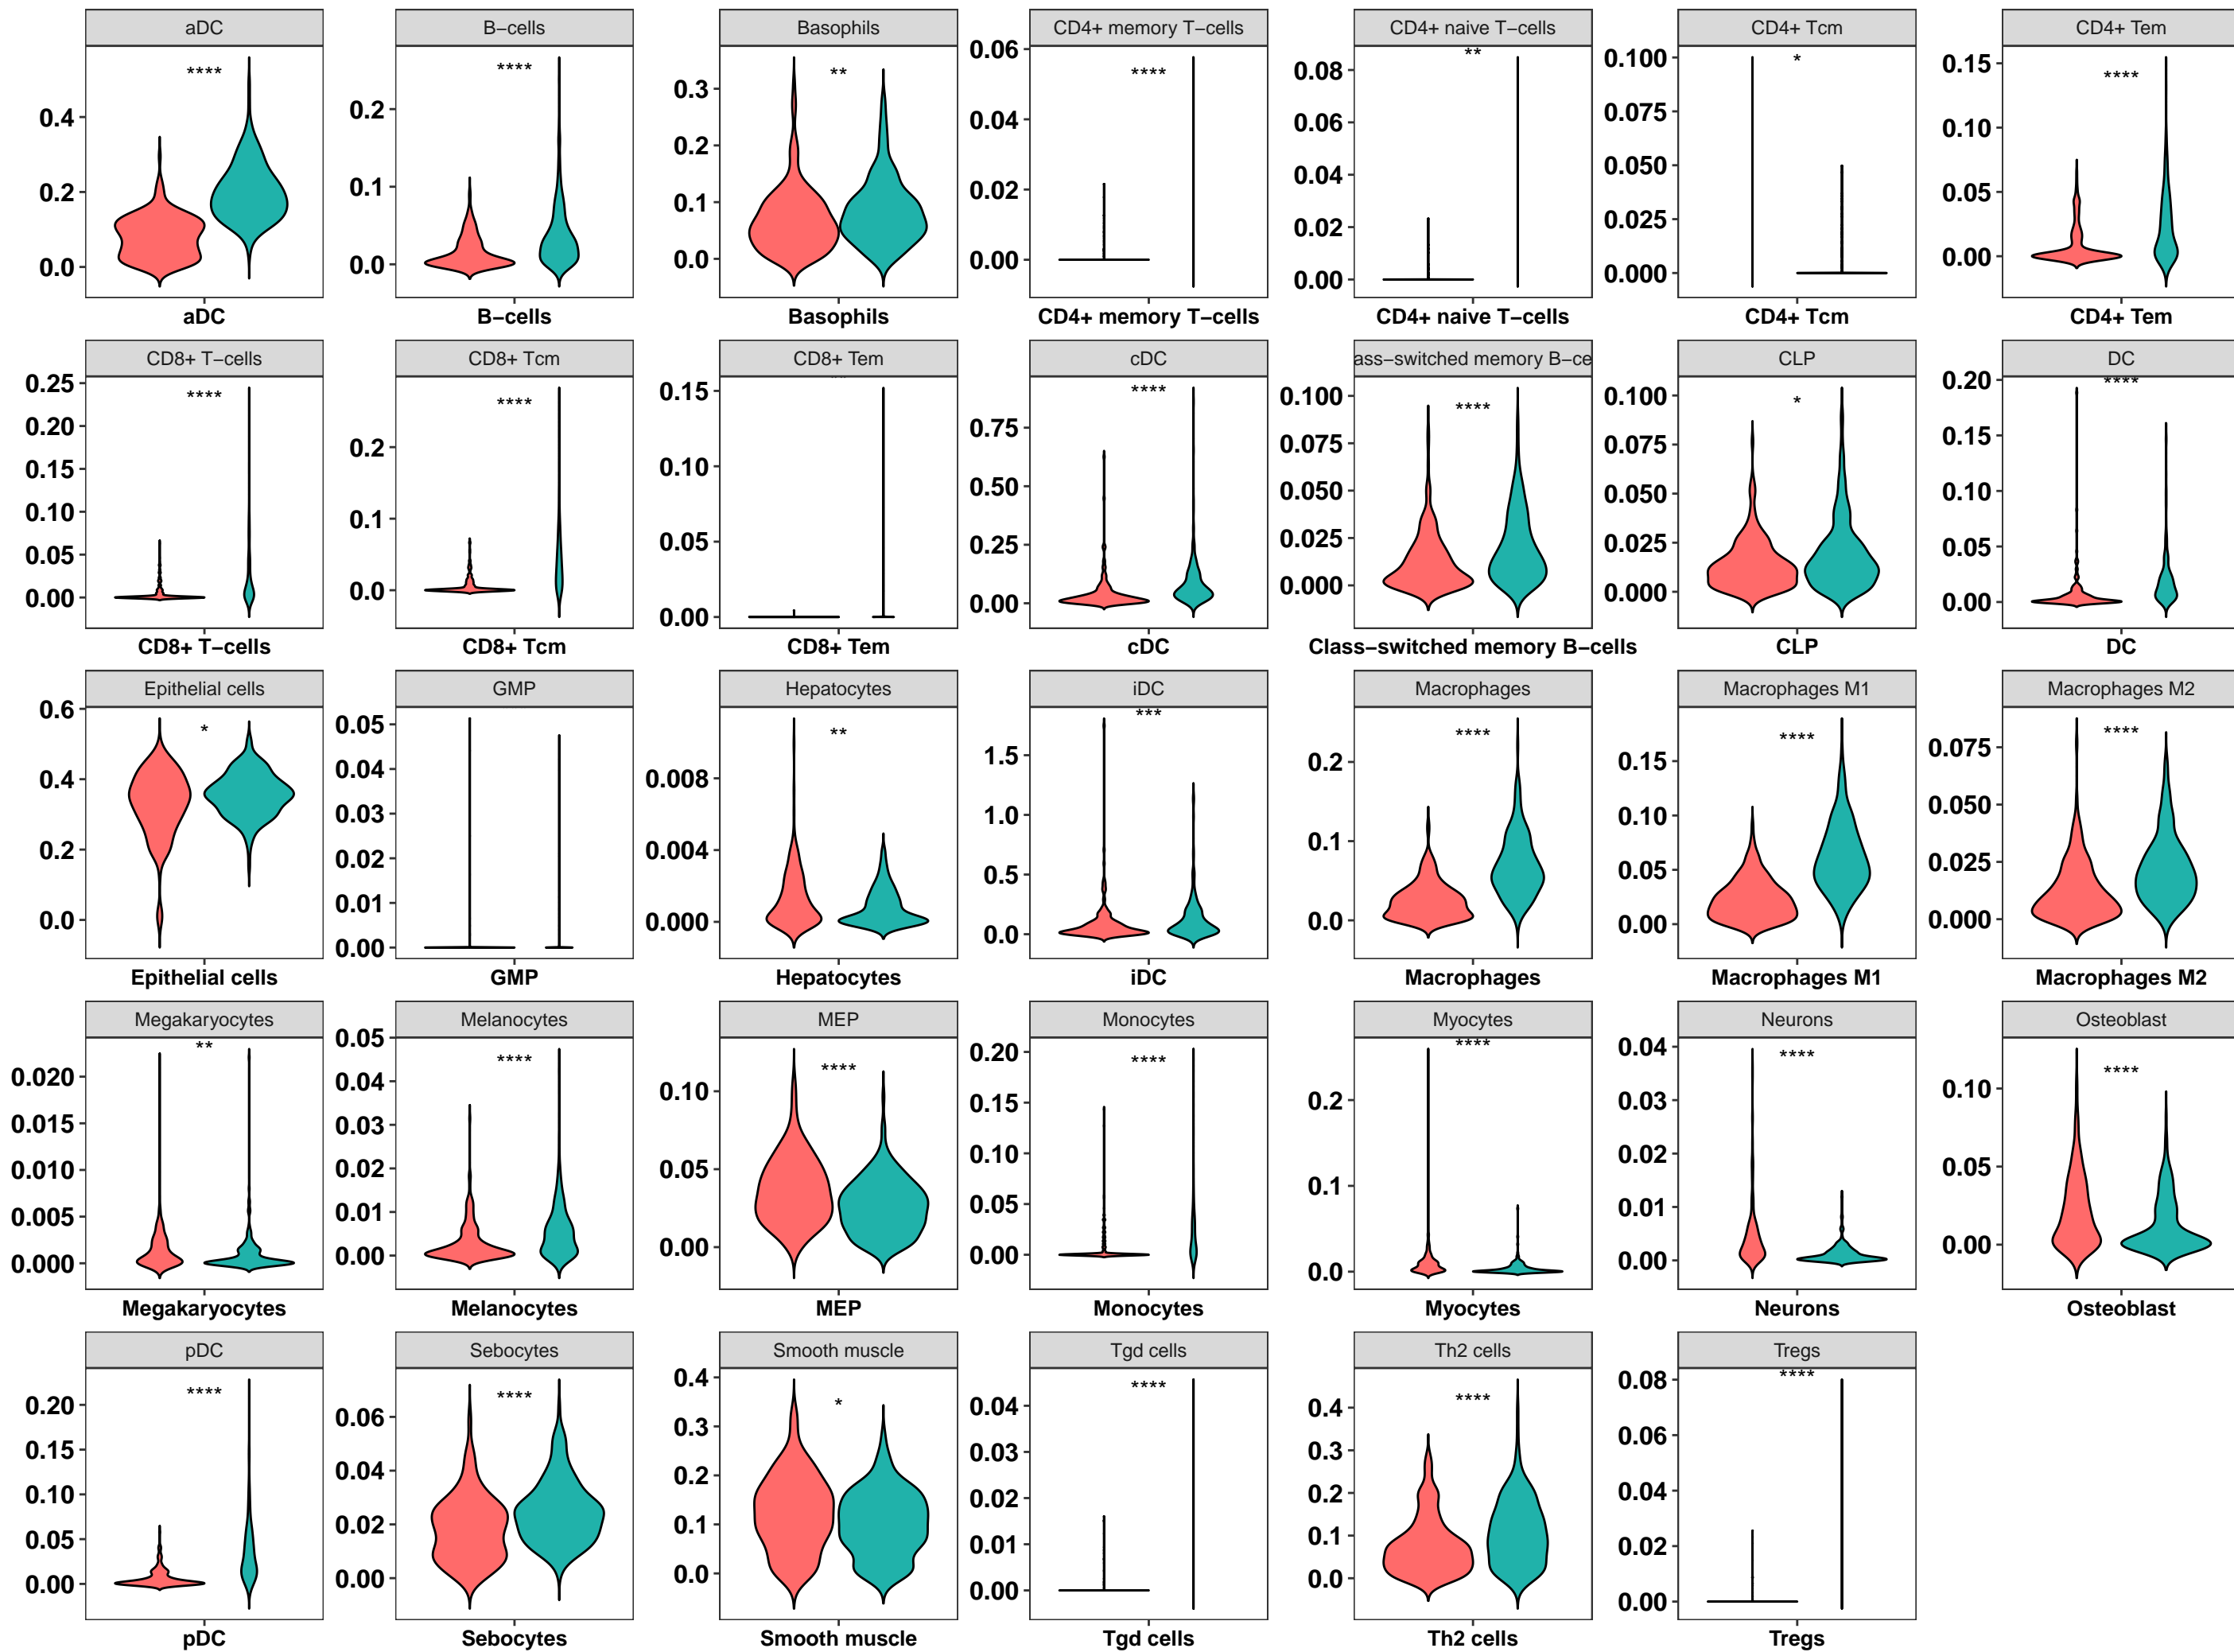 aDC
B−cells
Basophils
CD4+ memory T−cells
CD4+ naive T−cells
CD4+ Tcm
CD4+ Tem
****
0.4
0.2
0.0
aDC
****
0.2
0.1
0.0
B−cells
**
0.3
0.2
0.1
0.0
Basophils
****
0.06
0.04
0.02
0.00
CD4+ memory T−cells
**
0.08
0.06
0.04
0.02
0.00
CD4+ naive T−cells
*
0.100
0.075
0.050
0.025
0.000
CD4+ Tcm
****
0.15
0.10
0.05
0.00
CD4+ Tem
CD8+ T−cells
CD8+ Tcm
CD8+ Tem
cDC
ass−switched memory B−ce
CLP
DC
****
0.25
0.20
0.15
0.10
0.05
0.00
CD8+ T−cells
****
0.2
0.1
0.0
CD8+ Tcm
0.15
0.10
0.05
0.00
CD8+ Tem
****
0.75
0.50
0.25
0.00
cDC
****
0.100
0.075
0.050
0.025
0.000
Class−switched memory B−cells
*
0.100
0.075
0.050
0.025
0.000
CLP
****
0.20
0.15
0.10
0.05
0.00
DC
Epithelial cells
GMP
Hepatocytes
iDC
Macrophages
Macrophages M1
Macrophages M2
*
0.6
0.4
0.2
0.0
Epithelial cells
0.05
0.04
0.03
0.02
0.01
0.00
GMP
**
0.008
0.004
0.000
Hepatocytes
***
1.5
1.0
0.5
0.0
iDC
****
0.2
0.1
0.0
Macrophages
****
0.15
0.10
0.05
0.00
Macrophages M1
****
0.075
0.050
0.025
0.000
Macrophages M2
Megakaryocytes
Melanocytes
MEP
Monocytes
Myocytes
Neurons
Osteoblast
**
0.020
0.015
0.010
0.005
0.000
Megakaryocytes
****
0.05
0.04
0.03
0.02
0.01
0.00
Melanocytes
****
0.10
0.05
0.00
MEP
****
0.20
0.15
0.10
0.05
0.00
Monocytes
****
0.2
0.1
0.0
Myocytes
****
0.04
0.03
0.02
0.01
0.00
Neurons
****
0.10
0.05
0.00
Osteoblast
pDC
Sebocytes
Smooth muscle
Tgd cells
Th2 cells
Tregs
****
0.20
0.15
0.10
0.05
0.00
pDC
****
0.06
0.04
0.02
0.00
Sebocytes
*
0.4
0.3
0.2
0.1
0.0
Smooth muscle
****
0.04
0.03
0.02
0.01
0.00
Tgd cells
****
0.4
0.3
0.2
0.1
0.0
Th2 cells
****
0.08
0.06
0.04
0.02
0.00
Tregs